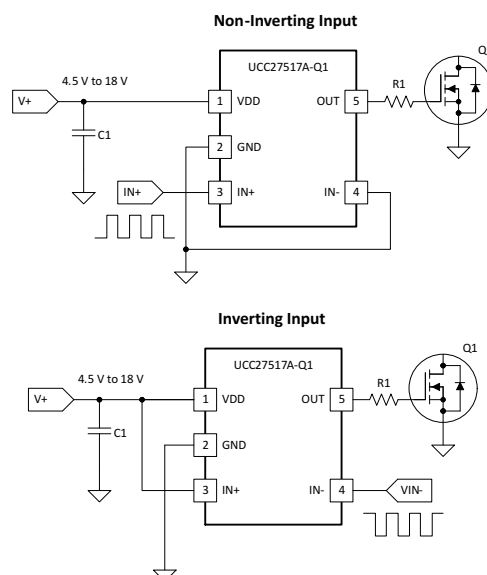 Non-Inverting Input
Q
4.5 V to 18 V
UCC27517A-Q1
R1
V+
1 VDD
OUT 5
C1
2 GND
IN+
3 IN+
IN- 4
Inverting Input
Q1
4.5 V to 18 V
UCC27517A-Q1
R1
V+
1 VDD
OUT 5
C1
2 GND
3 IN+
IN- 4
VIN-